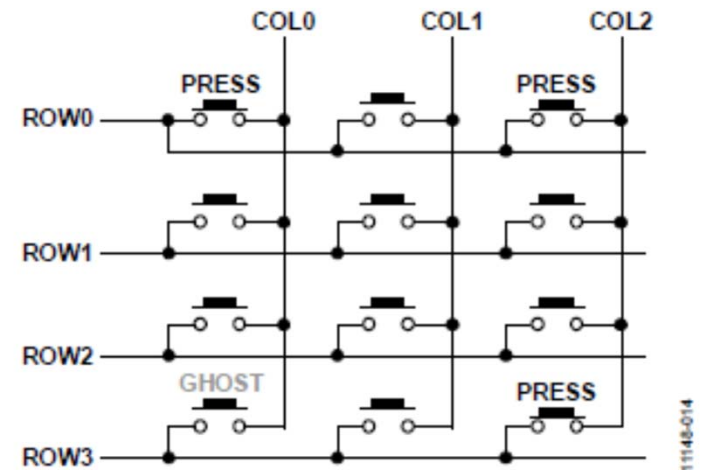 COL0 COL1 COL2
PRESS PRESS
ROW0
ROW1
ROW2
GHOST PRESS
ROW3
11148-014